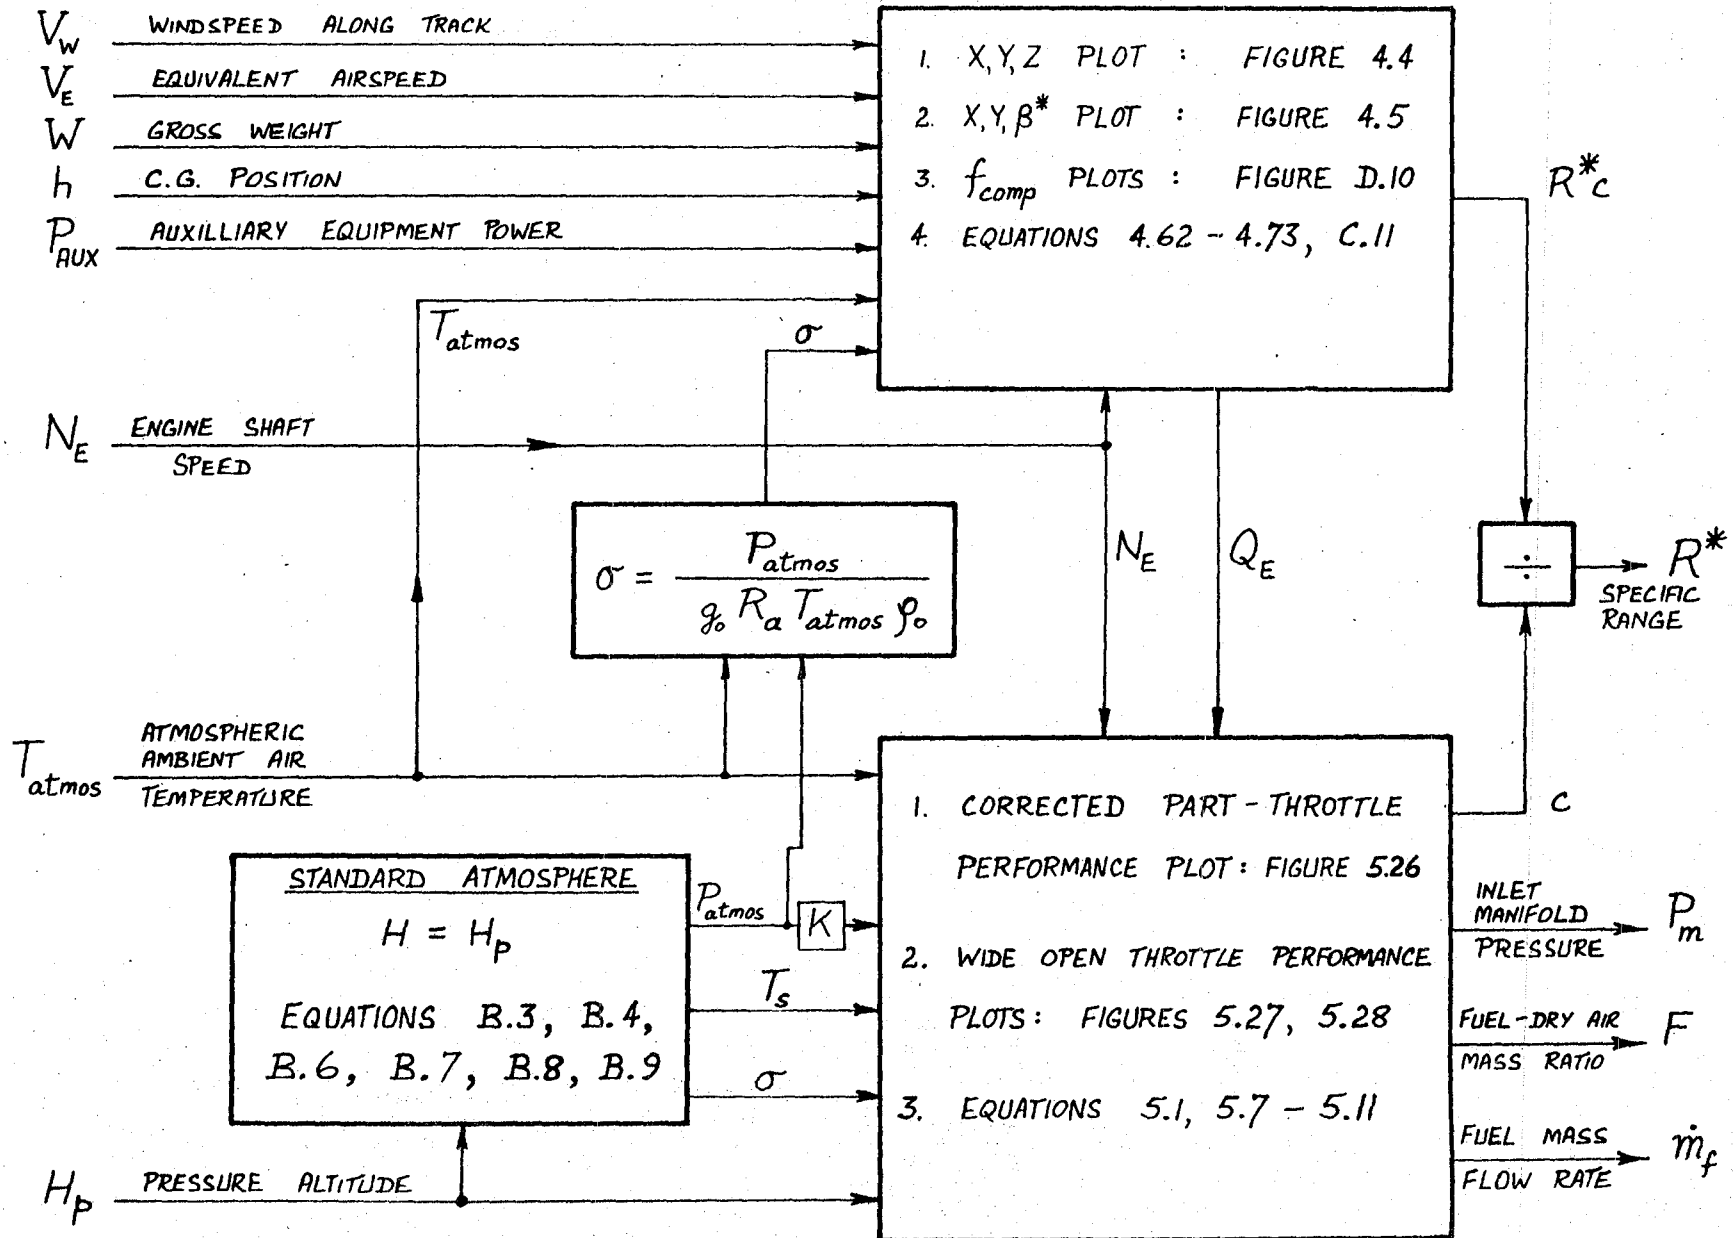 V_W WINDSPEED ALONG TRACK
V_E EQUIVALENT AIRSPEED
W GROSS WEIGHT
h C.G. POSITION
P_AUX AUXILLIARY EQUIPMENT POWER
T_atmos
σ
1. X, Y, Z PLOT : FIGURE 4.4
2. X, Y, β* PLOT : FIGURE 4.5
3. f_comp PLOTS : FIGURE D.10
4. EQUATIONS 4.62 - 4.73, C.11
R*c
N_E ENGINE SHAFT
SPEED
σ = P_atmos / g_o R_a T_atmos ρ_o
N_E
Q_E
÷
R*
SPECIFIC
RANGE
T_atmos
ATMOSPHERIC
AMBIENT AIR
TEMPERATURE
STANDARD ATMOSPHERE
H = H_p
EQUATIONS B.3, B.4,
B.6, B.7, B.8, B.9
P_atmos
K
T_s
σ
H_p PRESSURE ALTITUDE
1. CORRECTED PART-THROTTLE
PERFORMANCE PLOT : FIGURE 5.26
2. WIDE OPEN THROTTLE PERFORMANCE
PLOTS : FIGURES 5.27, 5.28
3. EQUATIONS 5.1, 5.7 - 5.11
c
INLET
MANIFOLD
PRESSURE
P_m
FUEL-DRY AIR
MASS RATIO
F
FUEL MASS
FLOW RATE
ṁ_f